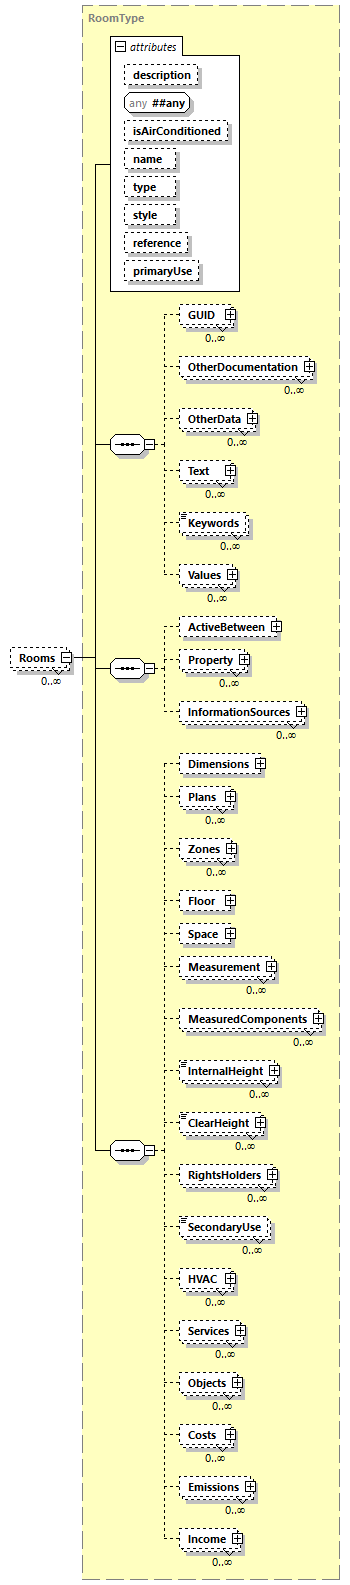 RoomType
attributes
description
any ##any
isAirConditioned
name
type
style
reference
primaryUse
GUID
0..∞
OtherDocumentation
0..∞
OtherData
0..∞
Text
0..∞
Keywords
0..∞
Values
0..∞
ActiveBetween
Rooms
0..∞
Property
0..∞
InformationSources
0..∞
Dimensions
Plans
0..∞
Zones
0..∞
Floor
Space
Measurement
0..∞
MeasuredComponents
0..∞
InternalHeight
0..∞
ClearHeight
0..∞
RightsHolders
0..∞
SecondaryUse
0..∞
HVAC
0..∞
Services
0..∞
Objects
0..∞
Costs
0..∞
Emissions
0..∞
Income
0..∞